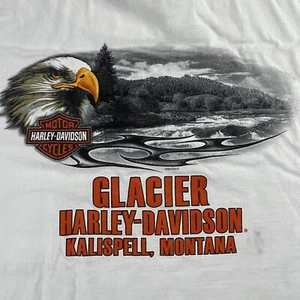 MOTOR
HARLEY-DAVIDSON
CYCLES
GLACIER
HARLEY-DAVIDSON®
KALISPELL, MONTANA